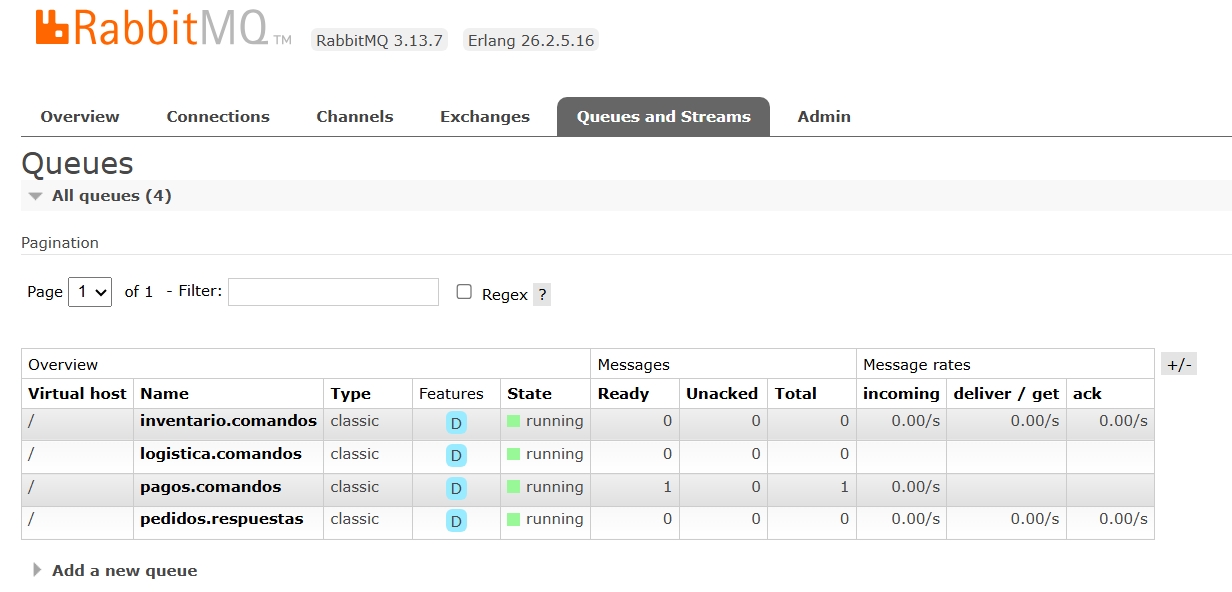 RabbitMQ TM RabbitMQ 3.13.7 Erlang 26.2.5.16
Overview Connections Channels Exchanges Queues and Streams Admin
Queues
All queues (4)
Pagination
Page 1 of 1 - Filter: Regex ?
Overview Messages Message rates +/-
Virtual host Name Type Features State Ready Unacked Total incoming deliver / get ack
/ inventario.comandos classic D running 0 0 0 0.00/s 0.00/s 0.00/s
/ logistica.comandos classic D running 0 0 0
/ pagos.comandos classic D running 1 0 1 0.00/s
/ pedidos.respuestas classic D running 0 0 0 0.00/s 0.00/s 0.00/s
Add a new queue